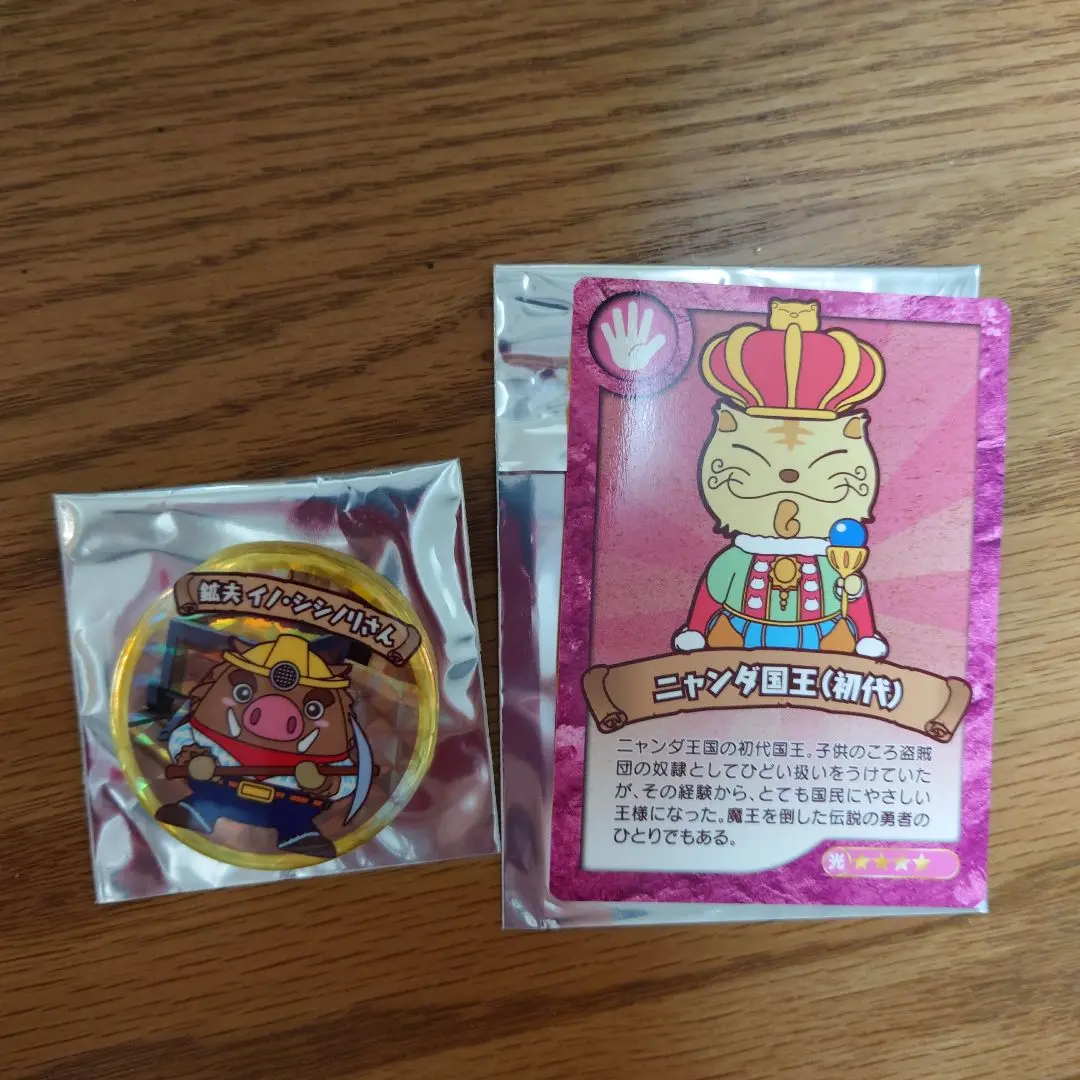 鉱夫 イノ・シシノリさん
ニャンダ国王(初代)
ニャンダ王国の初代国王。子供のころ盗賊
団の奴隷としてひどい扱いをうけていた
が、その経験から、とても国民にやさしい
王様になった。魔王を倒した伝説の勇者の
ひとりでもある。
光 ★★★★